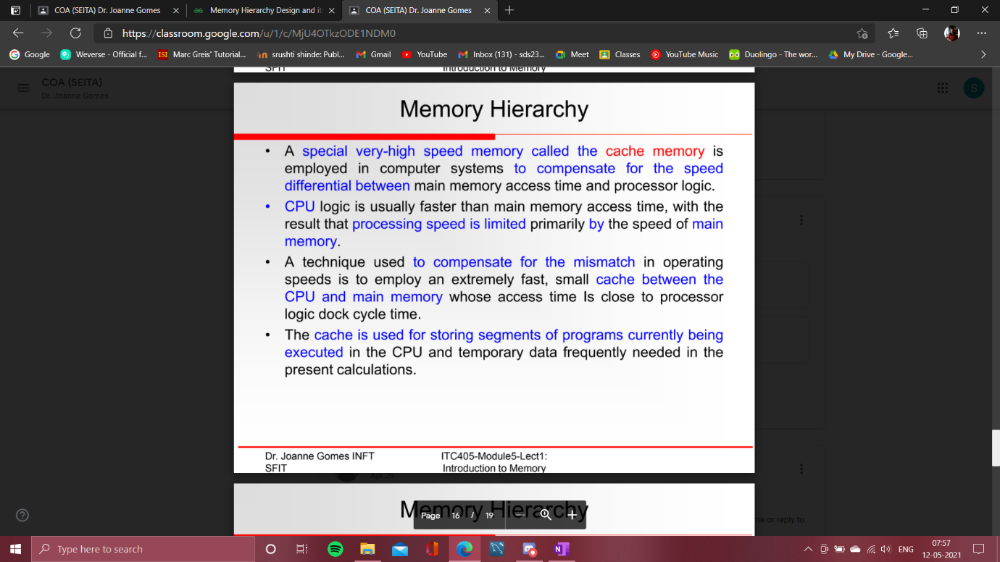 COA (SEITA) Dr. Joanne Gomes
Memory Hierarchy Design and it
COA (SEITA) Dr. Joanne Gomes
https://classroom.google.com/u/1/c/MjU4OTkzODE1NDM0
Google
Weverse - Official f...
ISI
Marc Greis' Tutorial...
srushti shinde: Publ...
Gmail
YouTube
Inbox (131) - sds23...
Meet
Classes
YouTube Music
Duolingo - The wor...
My Drive - Google...
COA (SEITA)
Dr. Joanne Gomes
S
SFIT
Introduction to Memory
Memory Hierarchy
• A special very-high speed memory called the cache memory is
employed in computer systems to compensate for the speed
differential between main memory access time and processor logic.
• CPU logic is usually faster than main memory access time, with the
result that processing speed is limited primarily by the speed of main
memory.
• A technique used to compensate for the mismatch in operating
speeds is to employ an extremely fast, small cache between the
CPU and main memory whose access time Is close to processor
logic dock cycle time.
• The cache is used for storing segments of programs currently being
executed in the CPU and temporary data frequently needed in the
present calculations.
Dr. Joanne Gomes INFT
SFIT
ITC405-Module5-Lect1:
Introduction to Memory
Apr 29
Memory Hierarchy
Page 16 / 19
me or reply to
Type here to search
ENG
07:57
12-05-2021